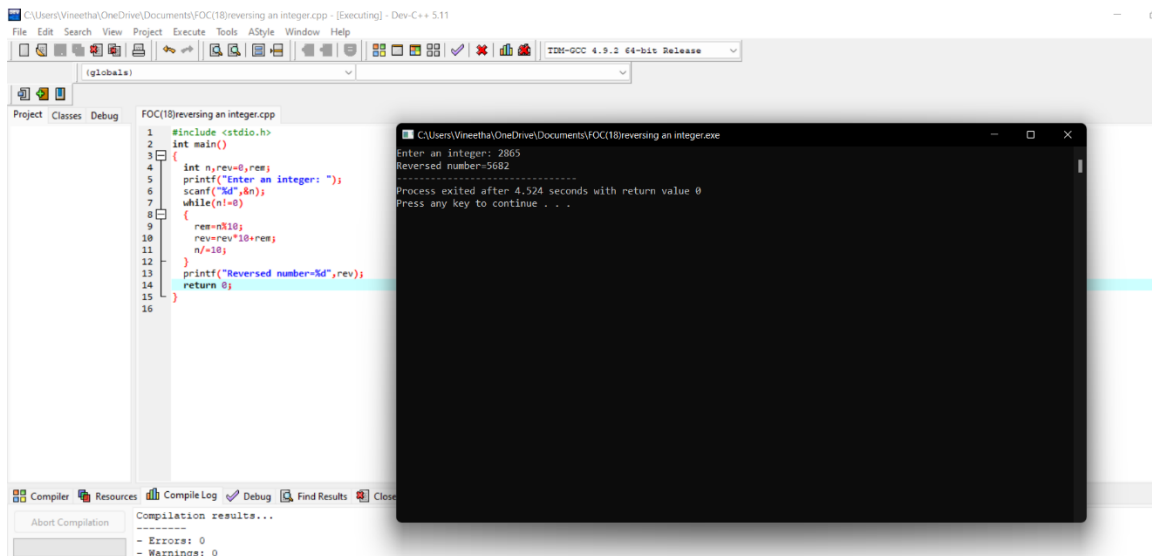 C:\Users\Vineetha\OneDrive\Documents\FOC(18)reversing an integer.cpp - [Executing] - Dev-C++ 5.11
File Edit Search View Project Execute Tools AStyle Window Help
TDM-GCC 4.9.2 64-bit Release
(globals)
Project Classes Debug FOC(18)reversing an integer.cpp
1 #include <stdio.h>
2 int main()
3 {
4 int n,rev=0,rem;
5 printf("Enter an integer: ");
6 scanf("%d",&n);
7 while(n!=0)
8 {
9 rem=n%10;
10 rev=rev*10+rem;
11 n/=10;
12 }
13 printf("Reversed number=%d",rev);
14 return 0;
15 }
16
C:\Users\Vineetha\OneDrive\Documents\FOC(18)reversing an integer.exe
Enter an integer: 2865
Reversed number=5682
--------------------------------
Process exited after 4.524 seconds with return value 0
Press any key to continue . . .
Compiler Resources Compile Log Debug Find Results Close
Abort Compilation
Compilation results...
--------
- Errors: 0
- Warnings: 0